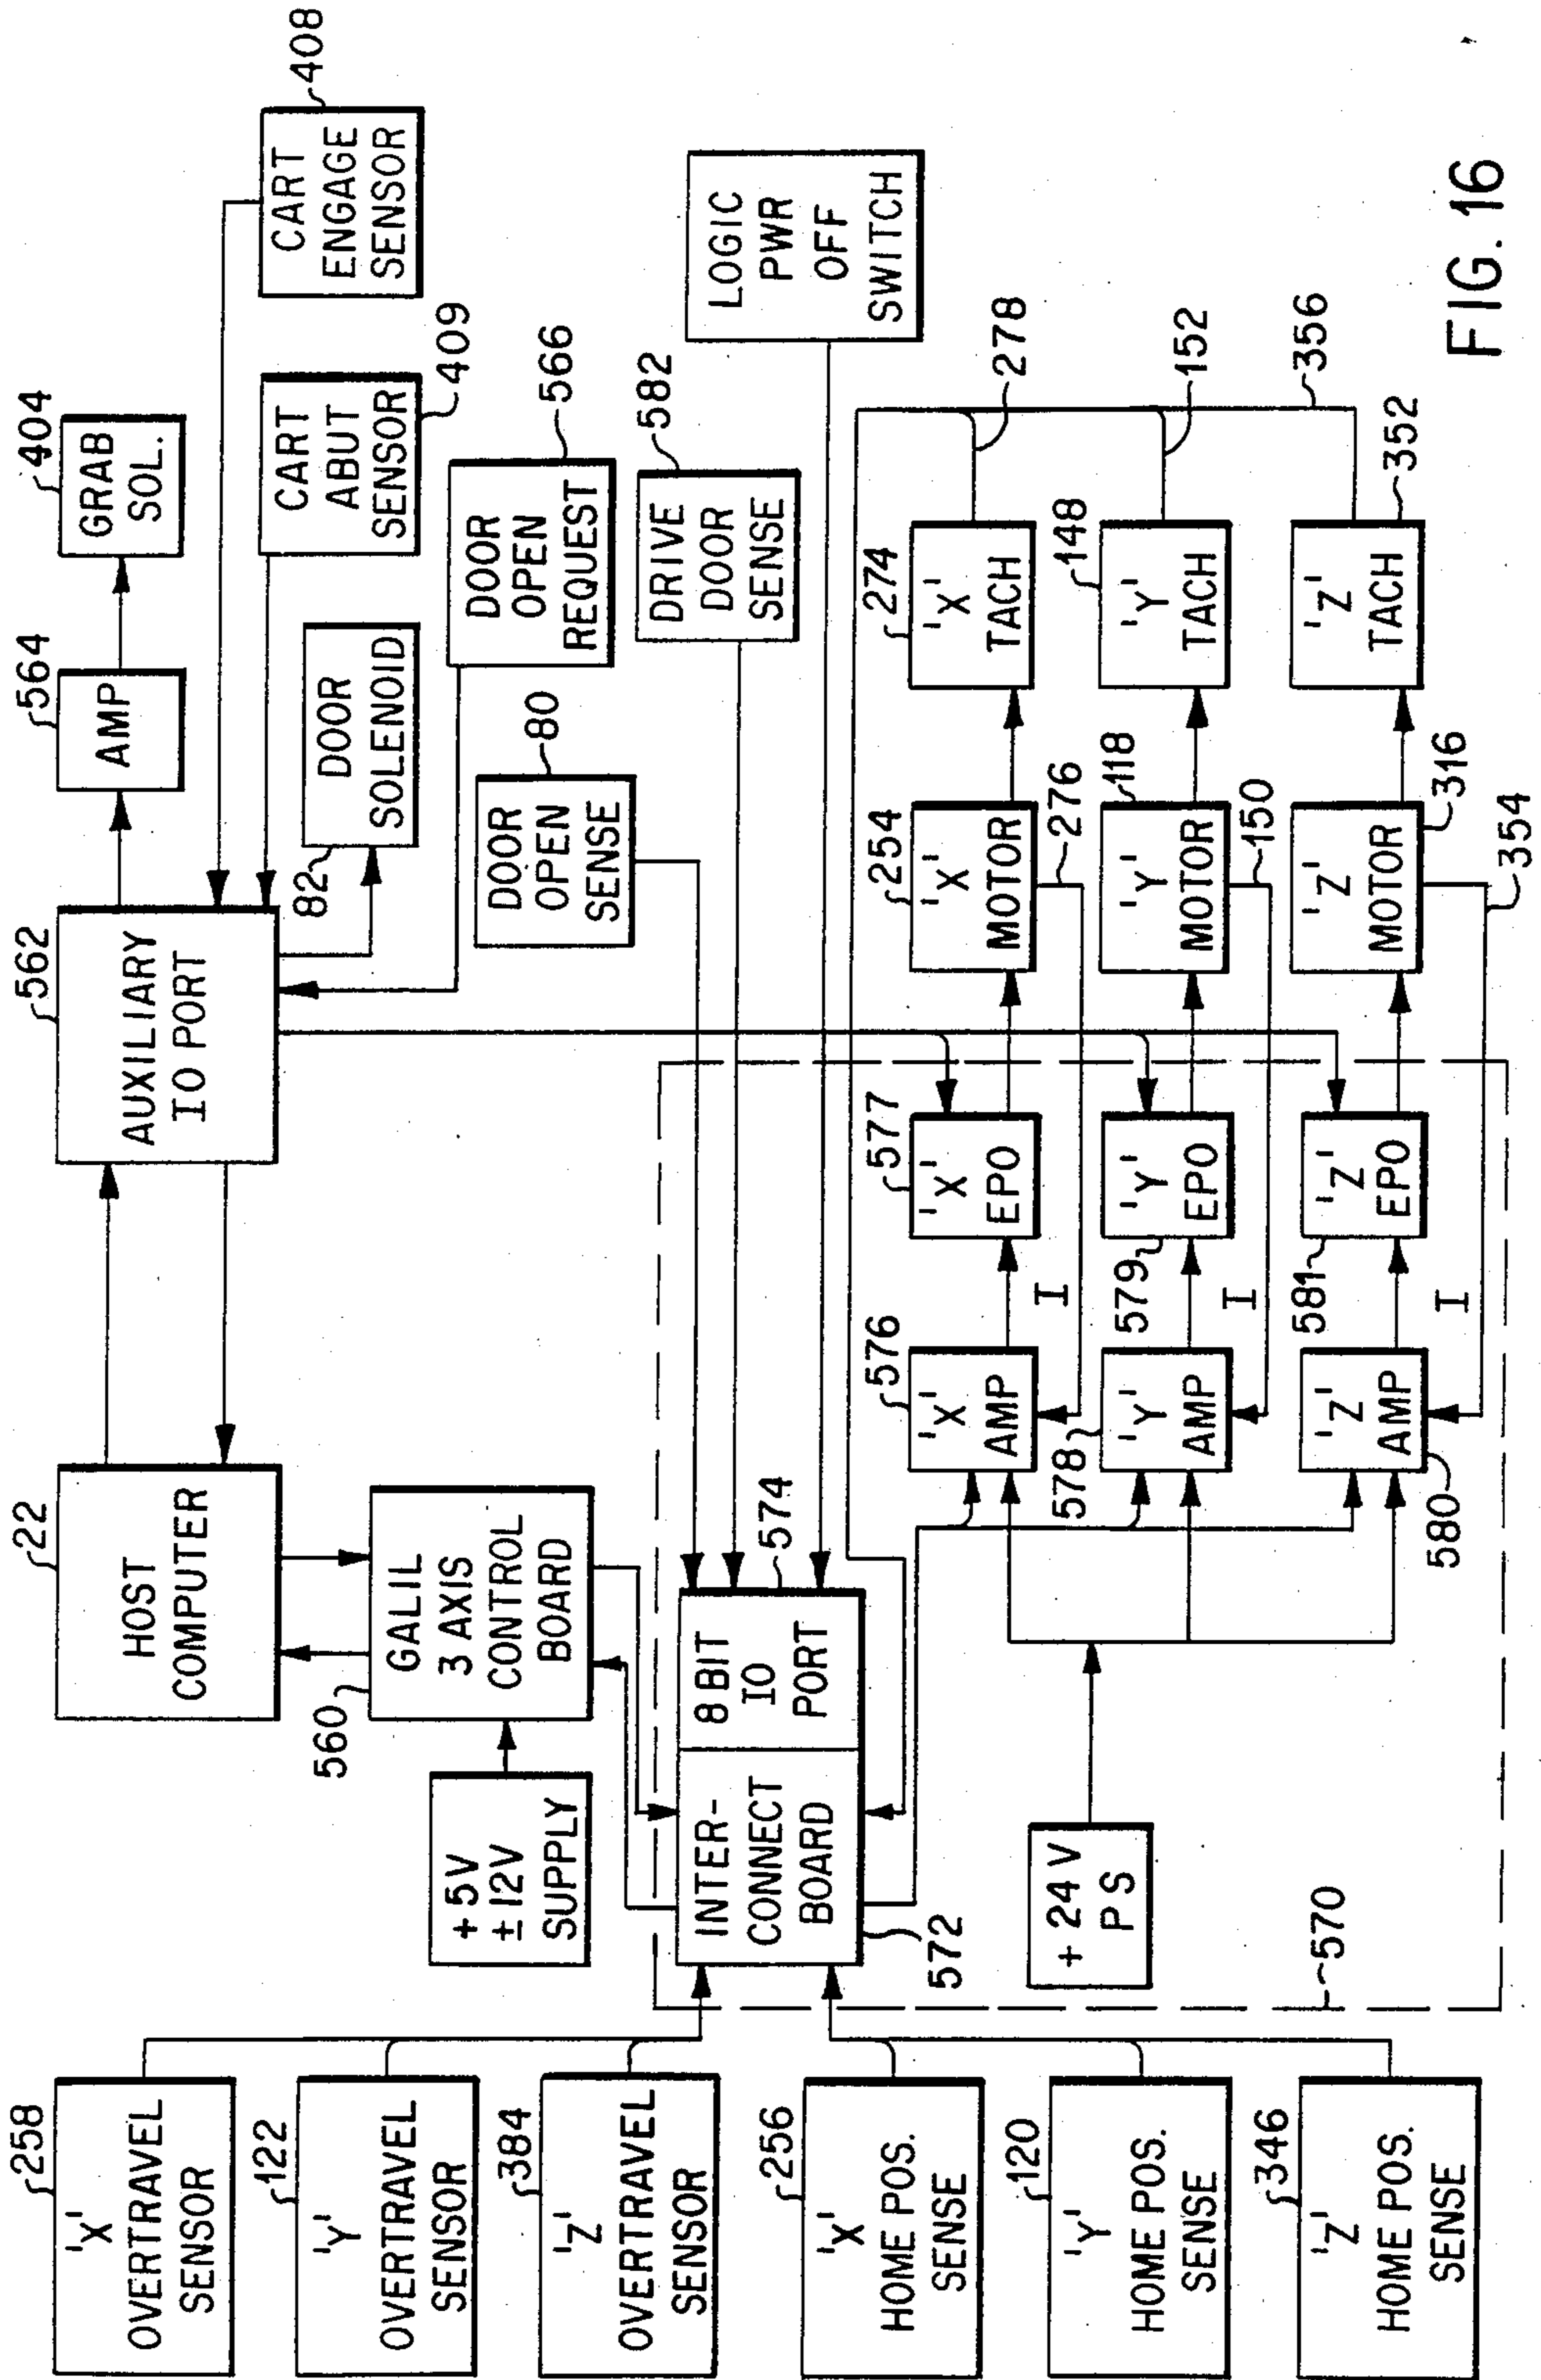 258
'X'
OVERTRAVEL
SENSOR
122
'Y'
OVERTRAVEL
SENSOR
384
'Z'
OVERTRAVEL
SENSOR
256
'X'
HOME POS.
SENSE
120
'Y'
HOME POS.
SENSE
346
'Z'
HOME POS.
SENSE
22
HOST
COMPUTER
560
GALIL
3 AXIS
CONTROL
BOARD
+5V
±12V
SUPPLY
INTER-
CONNECT
BOARD
572
8 BIT
IO
PORT
574
+24V
PS
570
562
AUXILIARY
IO PORT
564
AMP
404
GRAB
SOL.
408
CART
ENGAGE
SENSOR
CART
ABUT
SENSOR
409
82
DOOR
SOLENOID
DOOR
OPEN
REQUEST
566
DOOR
OPEN
SENSE
80
DRIVE
DOOR
SENSE
582
LOGIC
PWR
OFF
SWITCH
576
'X'
AMP
577
'X'
EPO
254
'X'
MOTOR
274
'X'
TACH
278
I
276
578
'Y'
AMP
579
'Y'
EPO
118
'Y'
MOTOR
148
'Y'
TACH
152
I
150
580
'Z'
AMP
581
'Z'
EPO
'Z'
MOTOR
316
'Z'
TACH
352
356
I
354
FIG. 16